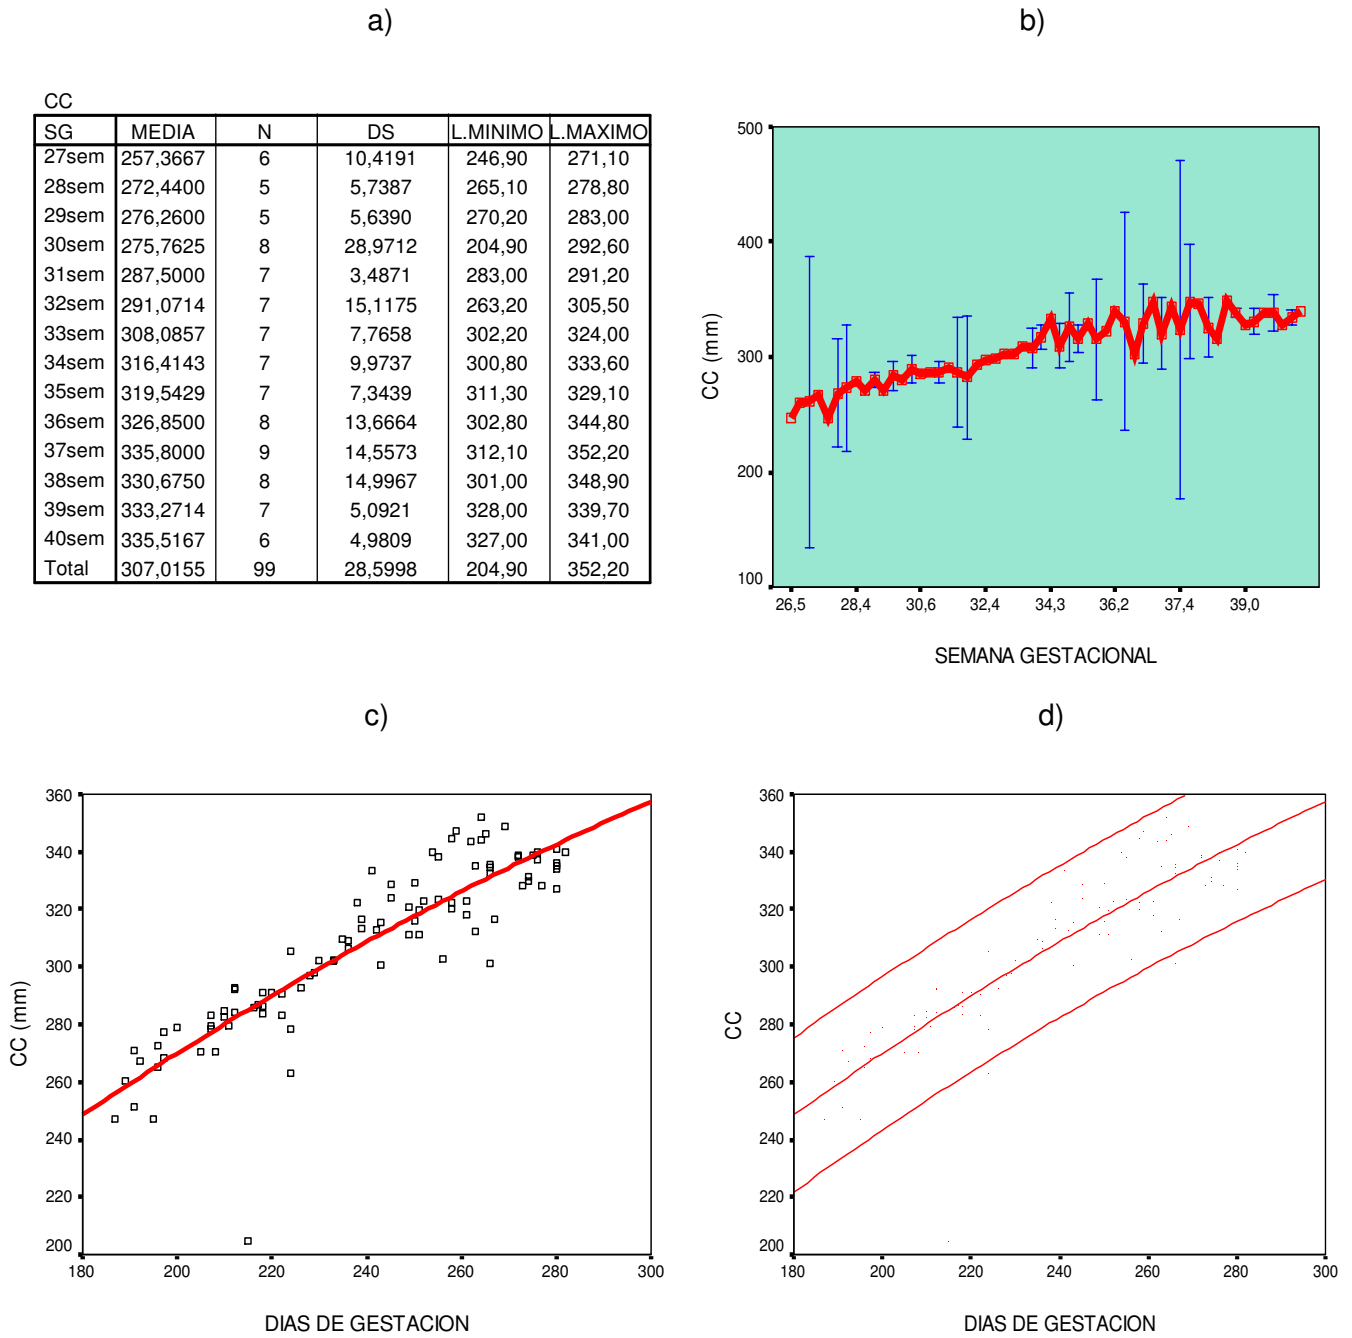 a)
CC
SG MEDIA N DS L.MINIMO L.MAXIMO
27sem 257,3667 6 10,4191 246,90 271,10
28sem 272,4400 5 5,7387 265,10 278,80
29sem 276,2600 5 5,6390 270,20 283,00
30sem 275,7625 8 28,9712 204,90 292,60
31sem 287,5000 7 3,4871 283,00 291,20
32sem 291,0714 7 15,1175 263,20 305,50
33sem 308,0857 7 7,7658 302,20 324,00
34sem 316,4143 7 9,9737 300,80 333,60
35sem 319,5429 7 7,3439 311,30 329,10
36sem 326,8500 8 13,6664 302,80 344,80
37sem 335,8000 9 14,5573 312,10 352,20
38sem 330,6750 8 14,9967 301,00 348,90
39sem 333,2714 7 5,0921 328,00 339,70
40sem 335,5167 6 4,9809 327,00 341,00
Total 307,0155 99 28,5998 204,90 352,20
b)
500
400
300
200
100
CC (mm)
26,5 28,4 30,6 32,4 34,3 36,2 37,4 39,0
SEMANA GESTACIONAL
c)
360
340
320
300
280
260
240
220
200
CC (mm)
180 200 220 240 260 280 300
DIAS DE GESTACION
d)
360
340
320
300
280
260
240
220
200
CC
180 200 220 240 260 280 300
DIAS DE GESTACION